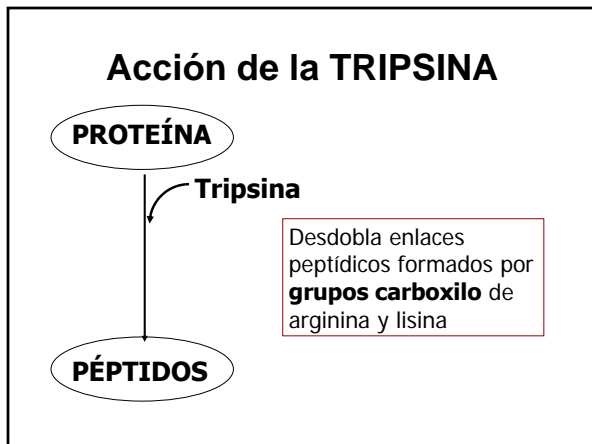 Acción de la TRIPSINA
PROTEÍNA
Tripsina
Desdobla enlaces
peptídicos formados por
grupos carboxilo de
arginina y lisina
PÉPTIDOS